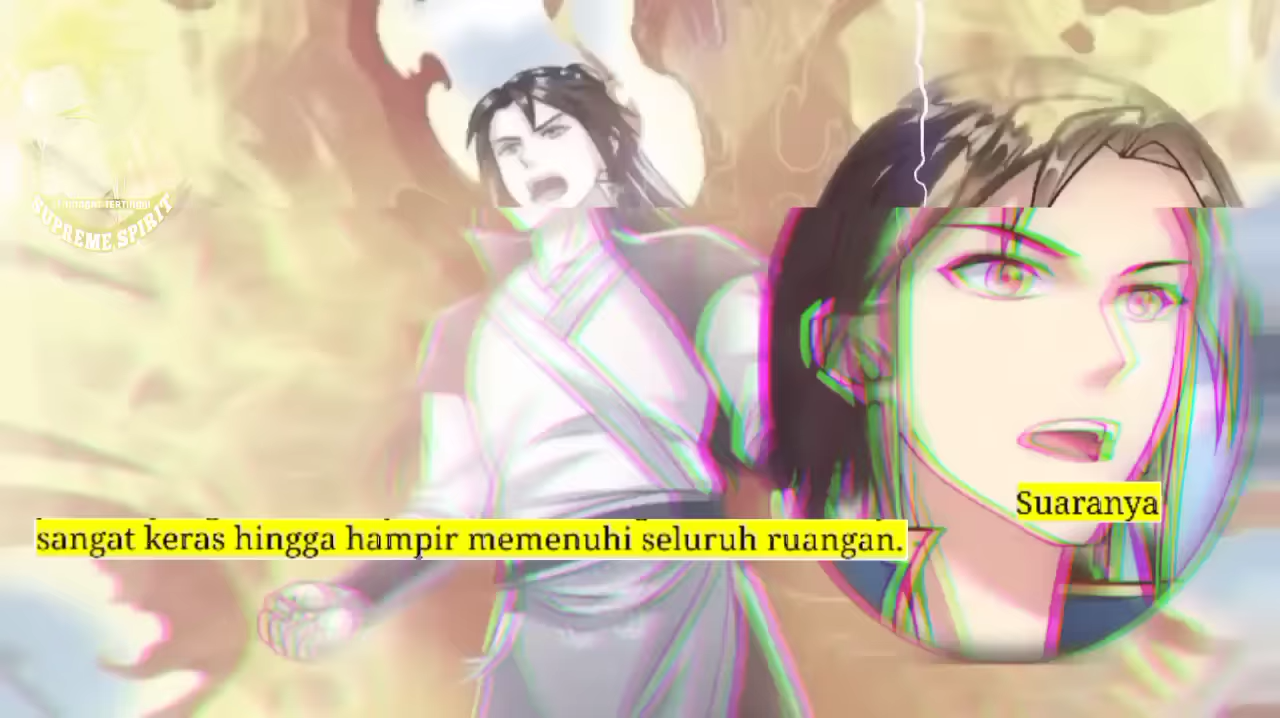 SUPREME SPIRIT
Suaranya
sangat keras hingga hampir memenuhi seluruh ruangan.